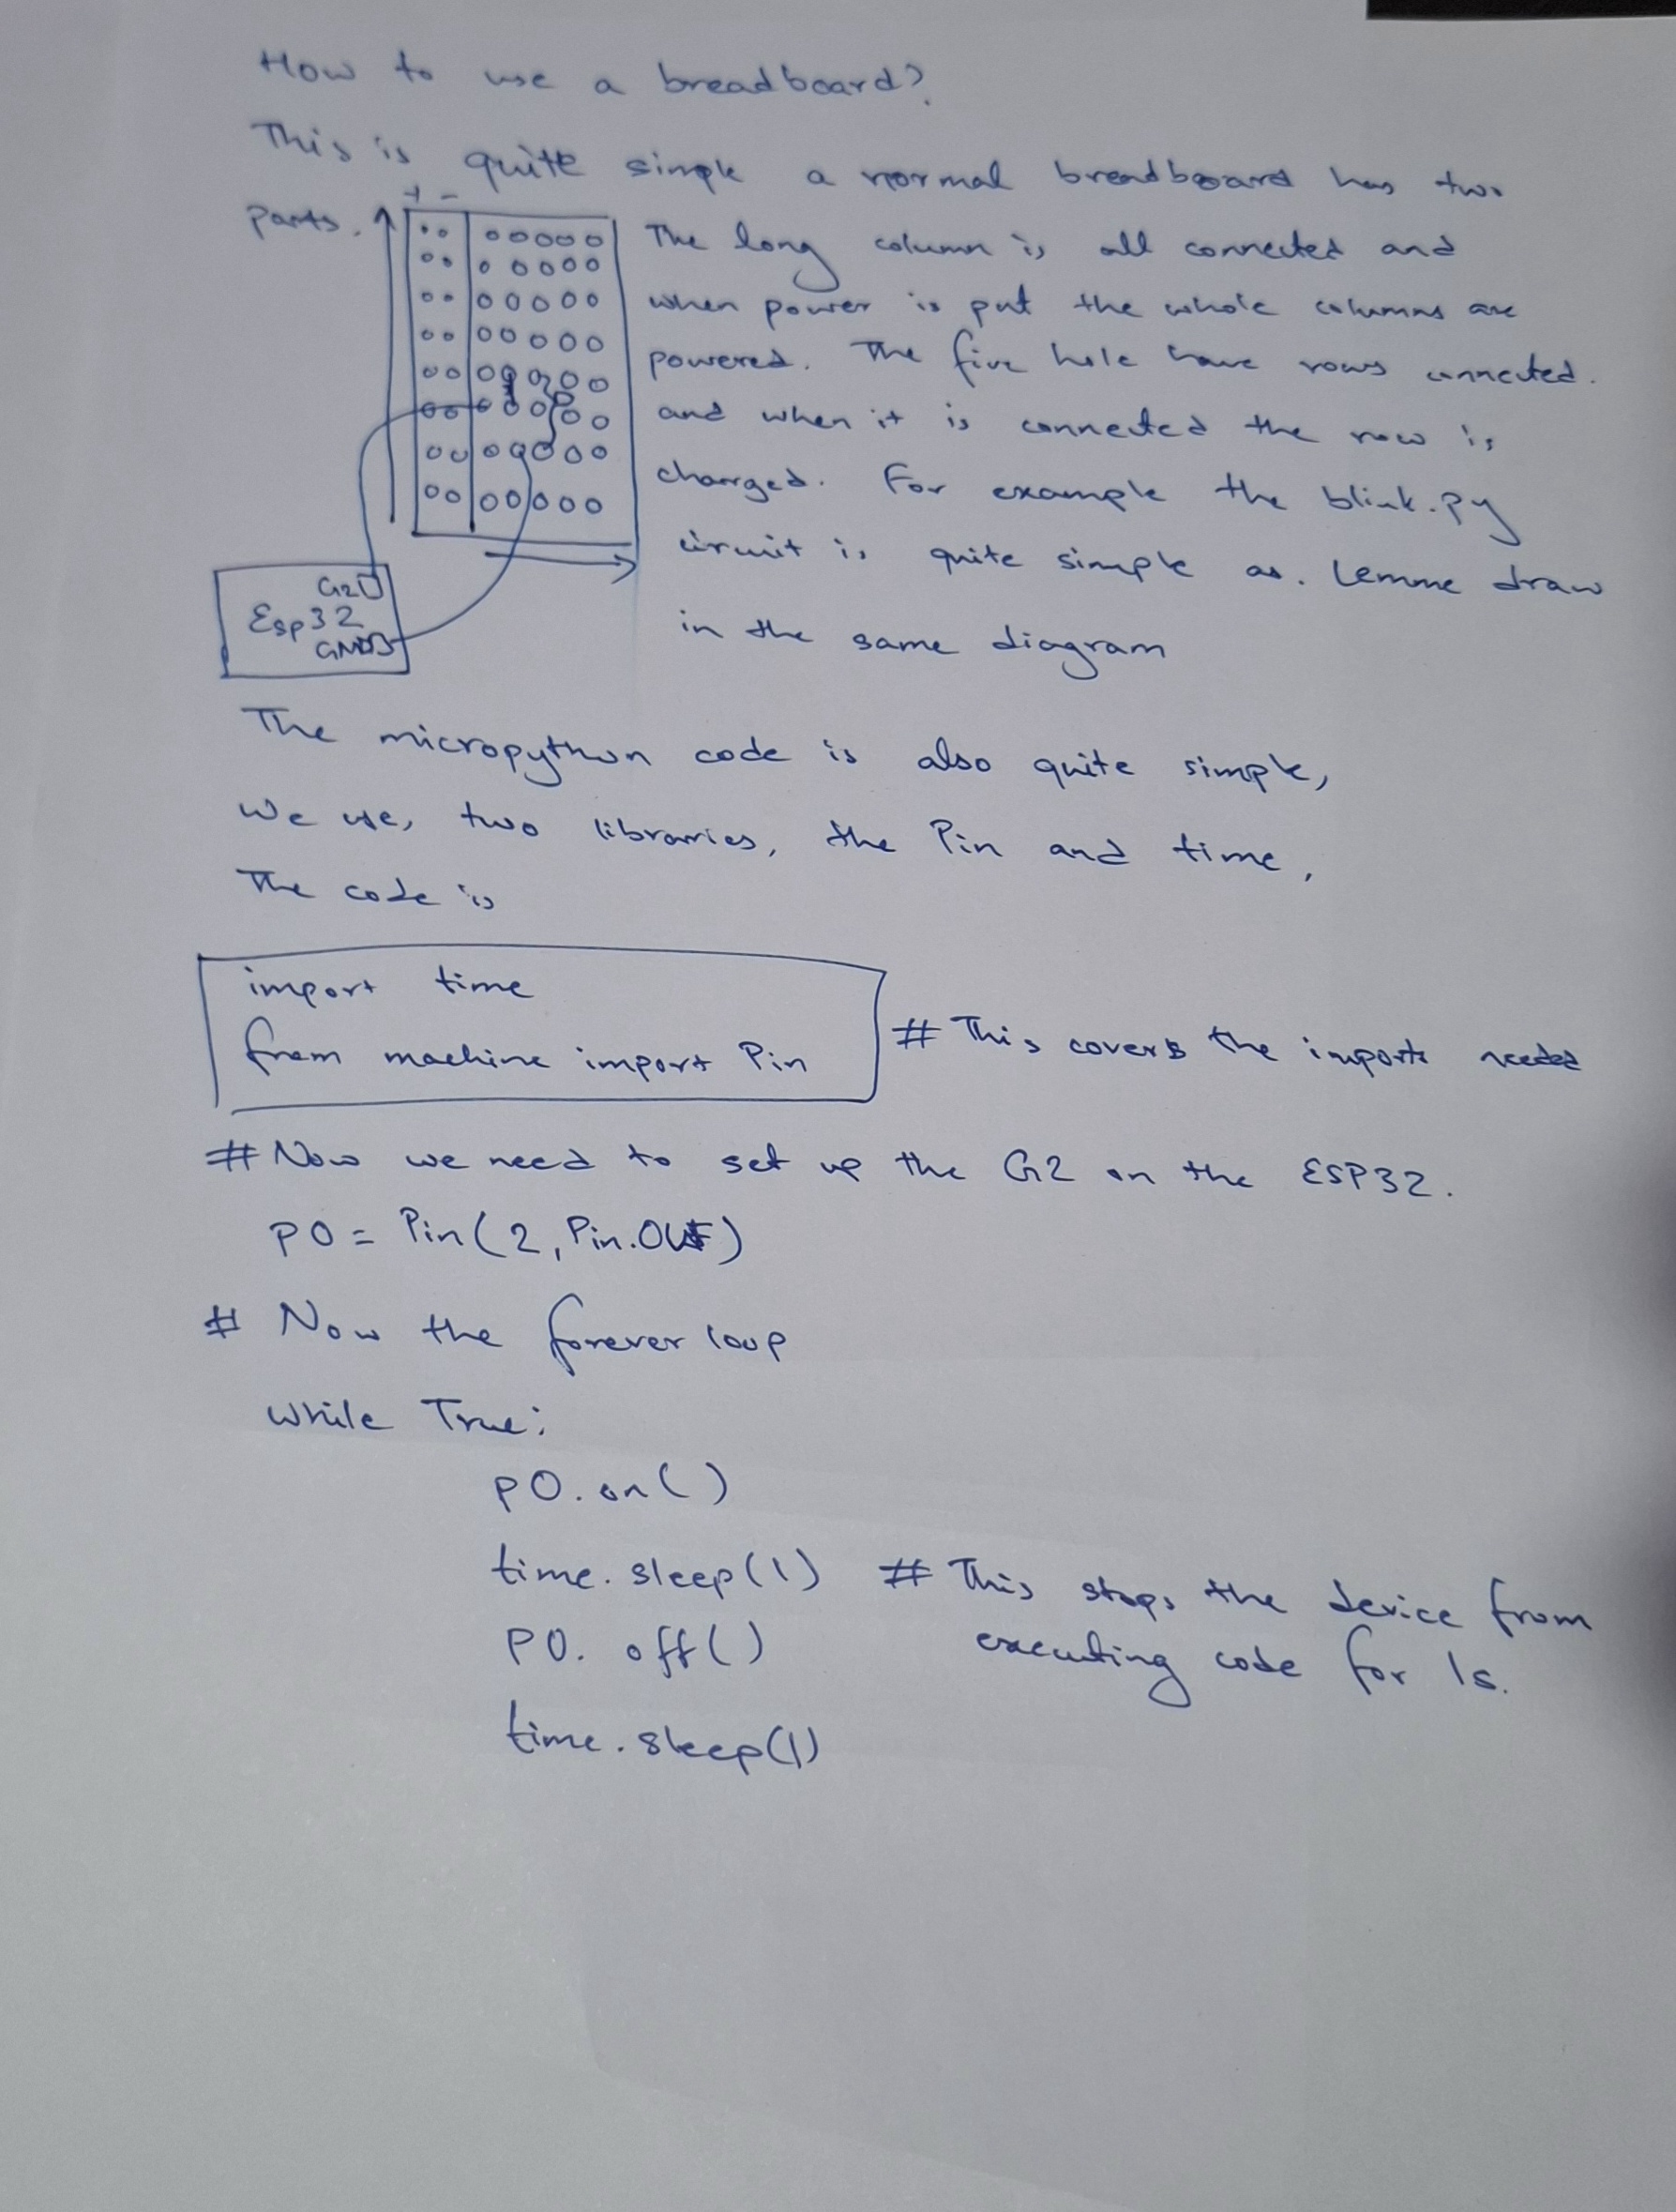 How to use a breadboard?
This is quite simple a normal breadboard has two
parts.
+ -
The long column is all connected and
when power is put the whole columns are
powered. The five hole have rows connected.
and when it is connected the row is
charged. For example the blink.py
circuit is quite simple as. Lemme draw
in the same diagram
G2
Esp32
GND
The micropython code is also quite simple,
We use, two libraries, the Pin and time,
The code is
import time
from machine import Pin
# This covers the imports needed
# Now we need to set up the G2 on the ESP32.
p0 = Pin(2, Pin.OUT)
# Now the forever loop
while True:
p0.on()
time.sleep(1) # This stops the device from
executing code for 1s.
p0.off()
time.sleep(1)